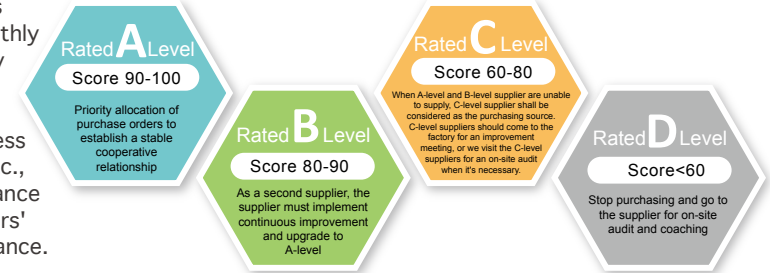 s
thly
y
ess
c.,
ance
rs'
ance.
Rated A Level
Score 90-100
Priority allocation of
purchase orders to
establish a stable
cooperative
relationship
Rated B Level
Score 80-90
As a second supplier, the
supplier must implement
continuous improvement
and upgrade to
A-level
Rated C Level
Score 60-80
When A-level and B-level supplier are unable
to supply, C-level supplier shall be
considered as the purchasing source.
C-level suppliers should come to the
factory for an improvement
meeting, or we visit the C-level
suppliers for an on-site audit
when it's necessary.
Rated D Level
Score<60
Stop purchasing and go to
the supplier for on-site
audit and coaching